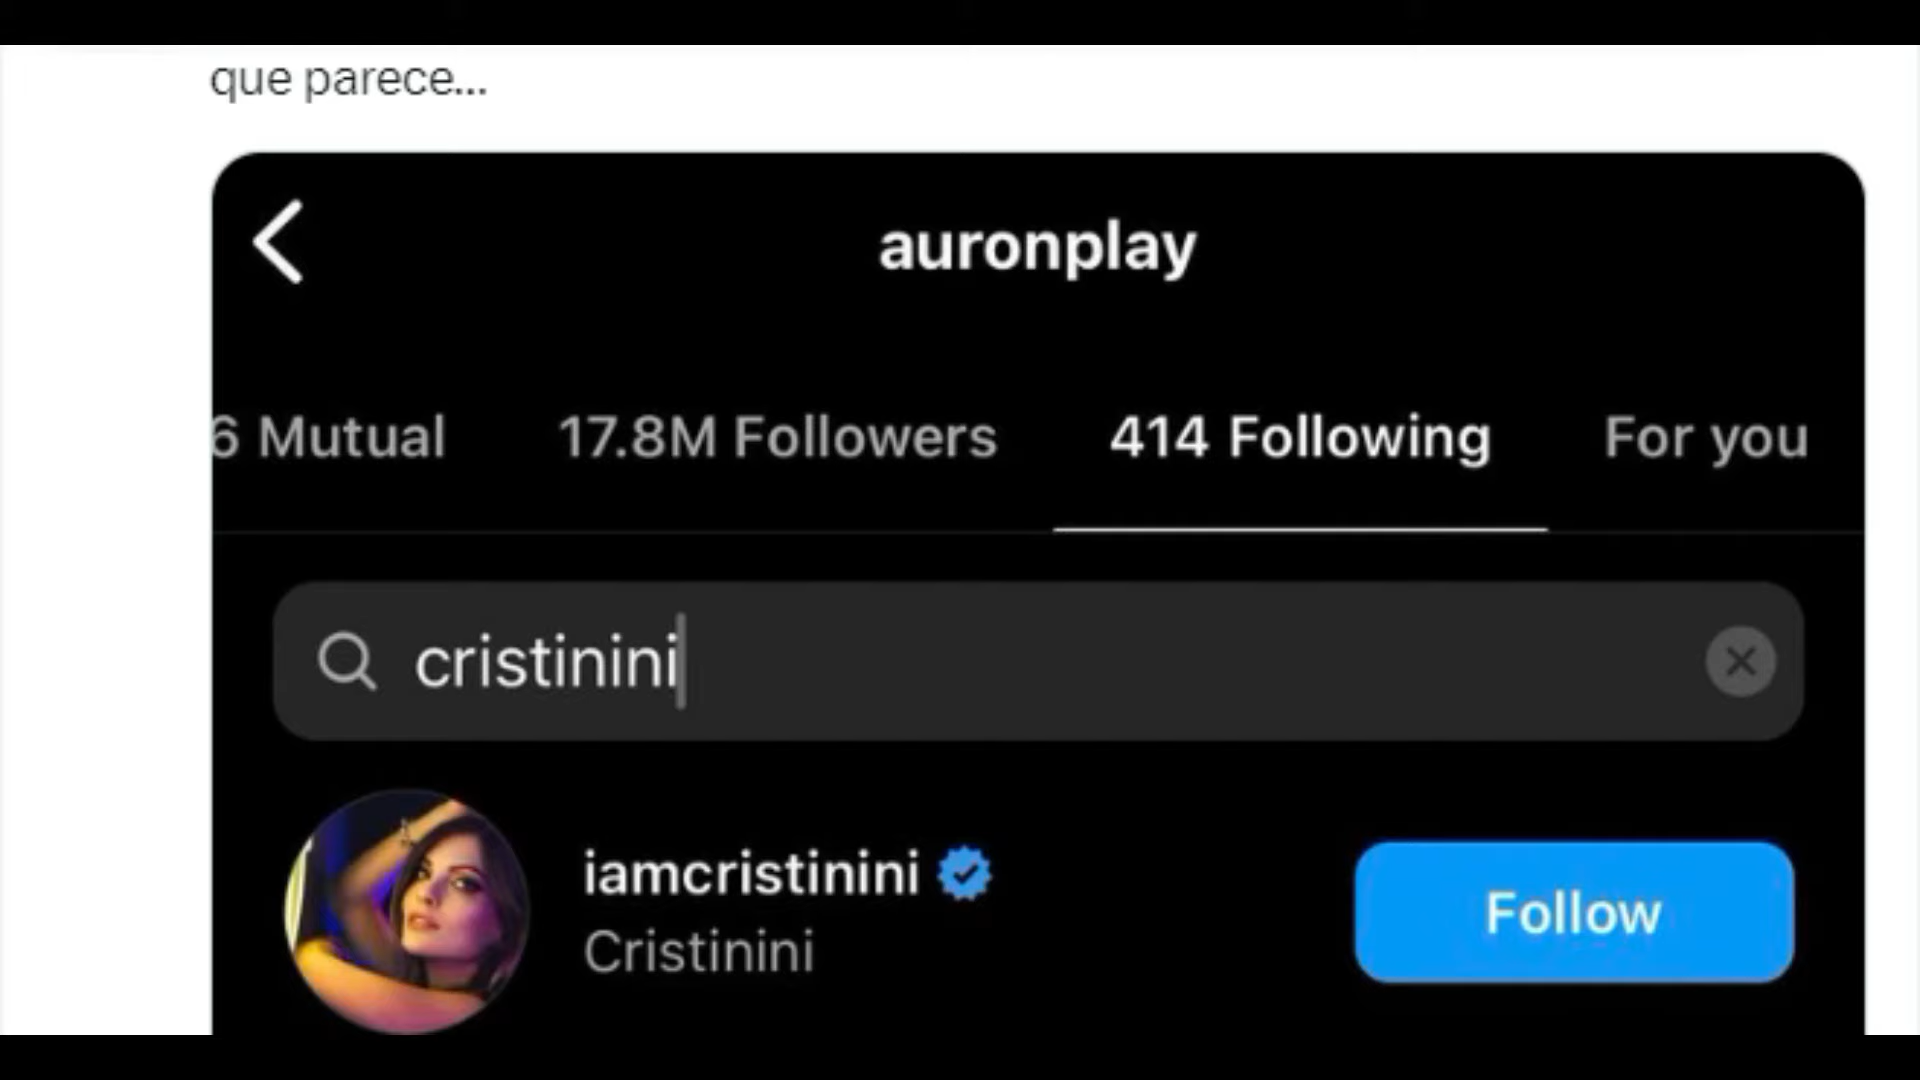 que parece...
auronplay
6 Mutual 17.8M Followers 414 Following For you
cristinini
iamcristinini
Cristinini
Follow